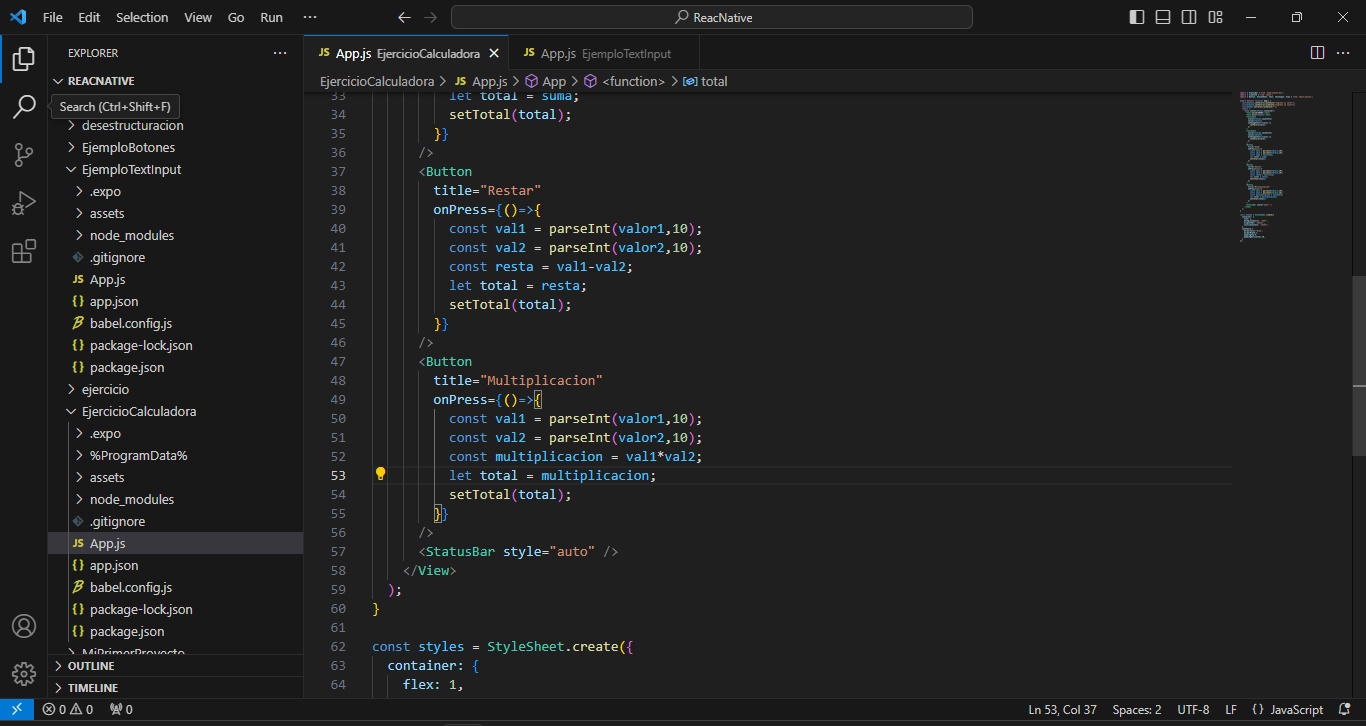 File Edit Selection View Go Run ···
ReacNative
EXPLORER ···
REACNATIVE
Search (Ctrl+Shift+F)
desestructuracion
EjemploBotones
EjemploTextInput
.expo
assets
node_modules
.gitignore
JS App.js
{} app.json
babel.config.js
{} package-lock.json
{} package.json
ejercicio
EjercicioCalculadora
.expo
%ProgramData%
assets
node_modules
.gitignore
JS App.js
{} app.json
babel.config.js
{} package-lock.json
{} package.json
MiPrimerProyecto
OUTLINE
TIMELINE
JS App.js EjercicioCalculadora
JS App.js EjemploTextInput
EjercicioCalculadora > JS App.js > App > <function> > total
33 let total = suma;
34 setTotal(total);
35 }}
36 />
37 <Button
38 title="Restar"
39 onPress={()=>{
40 const val1 = parseInt(valor1,10);
41 const val2 = parseInt(valor2,10);
42 const resta = val1-val2;
43 let total = resta;
44 setTotal(total);
45 }}
46 />
47 <Button
48 title="Multiplicacion"
49 onPress={()=>{
50 const val1 = parseInt(valor1,10);
51 const val2 = parseInt(valor2,10);
52 const multiplicacion = val1*val2;
53 let total = multiplicacion;
54 setTotal(total);
55 }}
56 />
57 <StatusBar style="auto" />
58 </View>
59 );
60 }
61
62 const styles = StyleSheet.create({
63 container: {
64 flex: 1,
0 0 0
Ln 53, Col 37 Spaces: 2 UTF-8 LF {} JavaScript